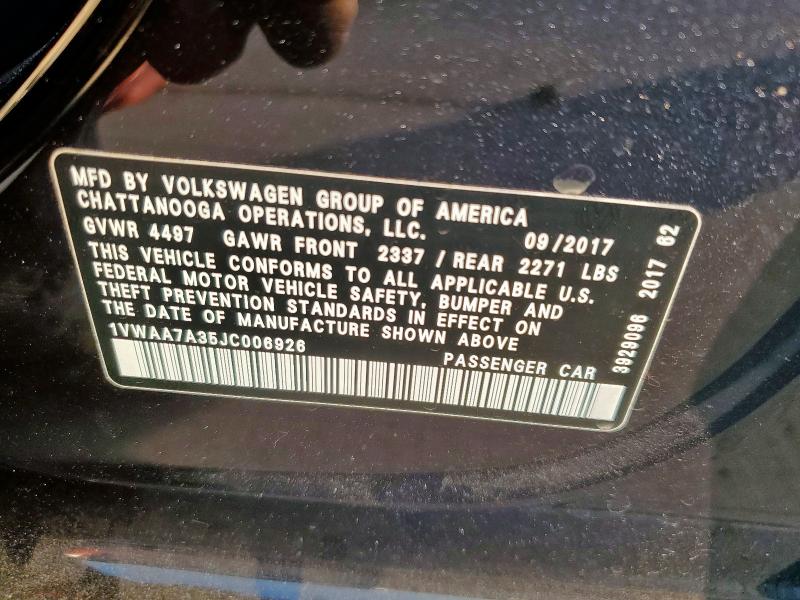 MFD BY VOLKSWAGEN GROUP OF AMERICA
CHATTANOOGA OPERATIONS, LLC.
09/2017
GVWR 4497 GAWR FRONT 2337 / REAR 2271 LBS
THIS VEHICLE CONFORMS TO ALL APPLICABLE U.S.
FEDERAL MOTOR VEHICLE SAFETY, BUMPER AND
THEFT PREVENTION STANDARDS IN EFFECT ON
THE DATE OF MANUFACTURE SHOWN ABOVE
1VWAA7A35JC006926
PASSENGER CAR
3929096 2017 62